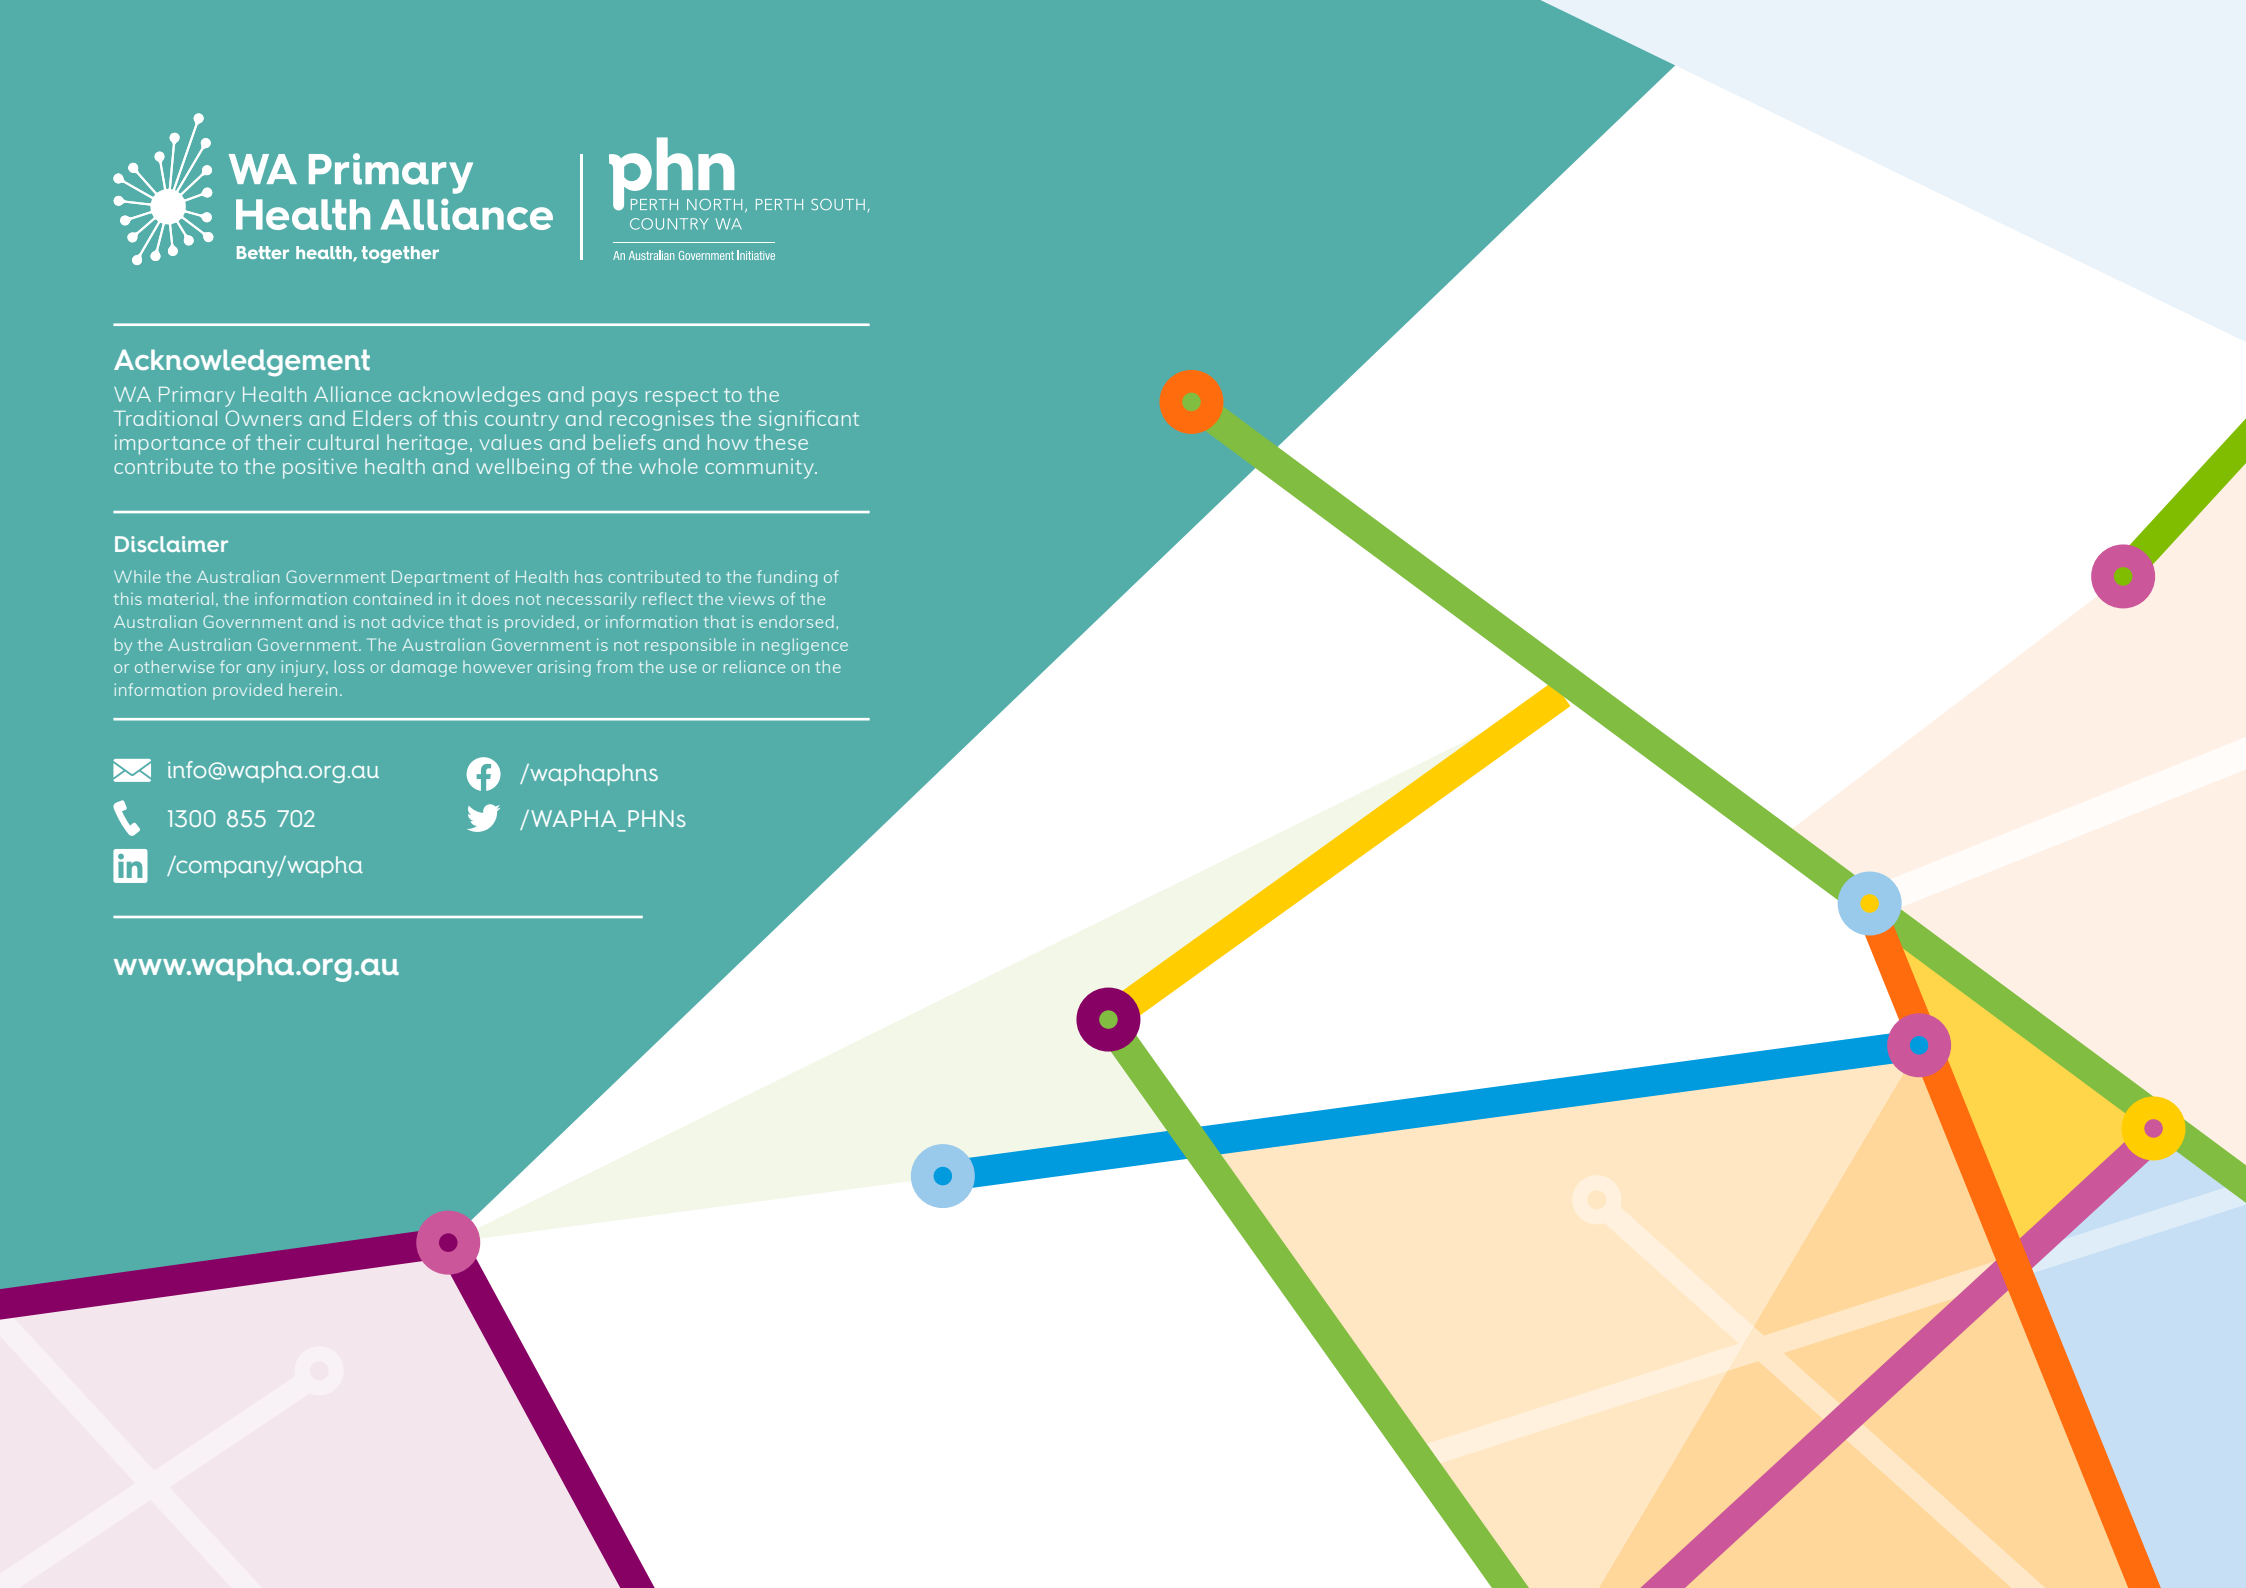 WA Primary
Health Alliance
Better health, together
phn
PERTH NORTH, PERTH SOUTH,
COUNTRY WA
An Australian Government Initiative
Acknowledgement
WA Primary Health Alliance acknowledges and pays respect to the
Traditional Owners and Elders of this country and recognises the significant
importance of their cultural heritage, values and beliefs and how these
contribute to the positive health and wellbeing of the whole community.
Disclaimer
While the Australian Government Department of Health has contributed to the funding of
this material, the information contained in it does not necessarily reflect the views of the
Australian Government and is not advice that is provided, or information that is endorsed,
by the Australian Government. The Australian Government is not responsible in negligence
or otherwise for any injury, loss or damage however arising from the use or reliance on the
information provided herein.
info@wapha.org.au
1300 855 702
/company/wapha
/waphaphns
/WAPHA_PHNs
www.wapha.org.au